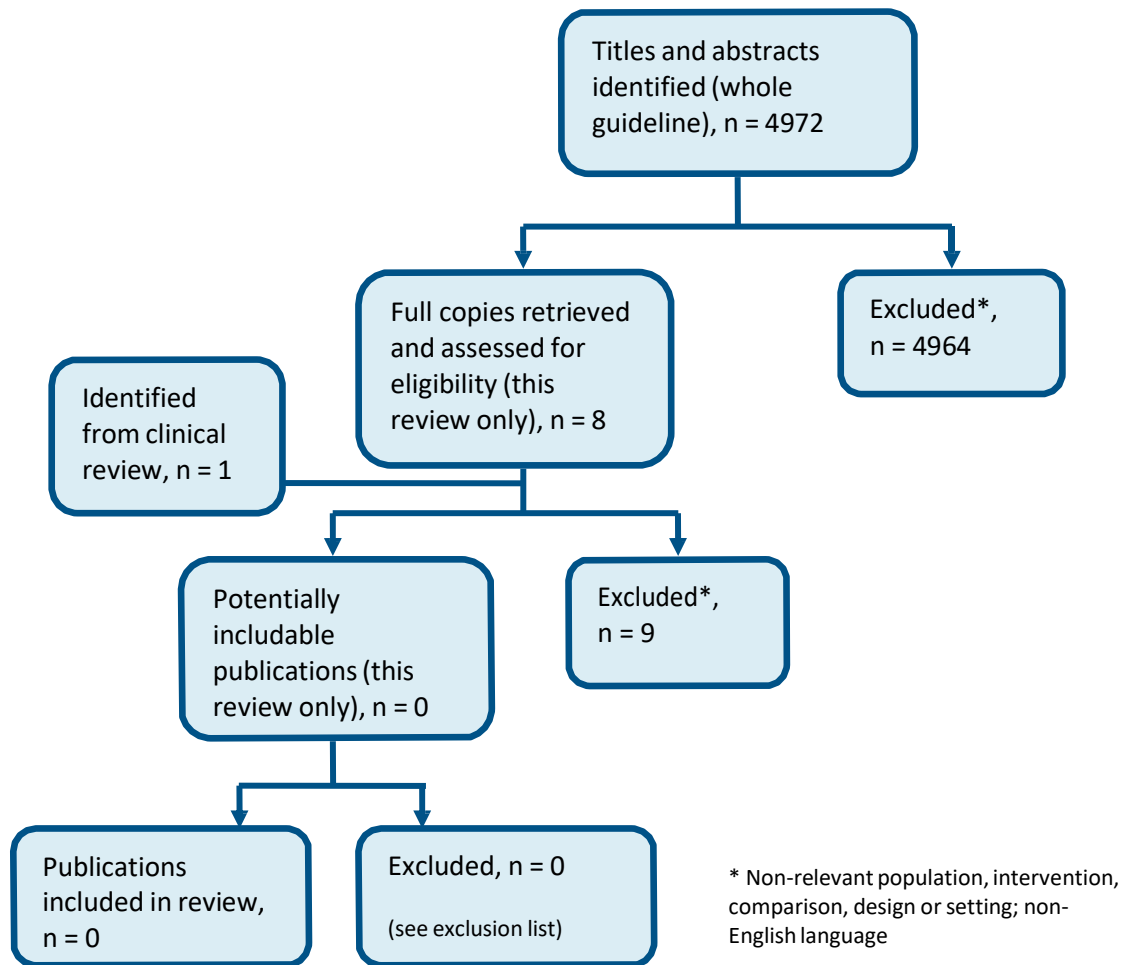 Titles and abstracts
identified (whole
guideline), n = 4972
Full copies retrieved
and assessed for
eligibility (this
review only), n = 8
Excluded*,
n = 4964
Identified
from clinical
review, n = 1
Potentially
includable
publications (this
review only), n = 0
Excluded*,
n = 9
Publications
included in review,
n = 0
Excluded, n = 0
(see exclusion list)
* Non-relevant population, intervention,
comparison, design or setting; non-
English language